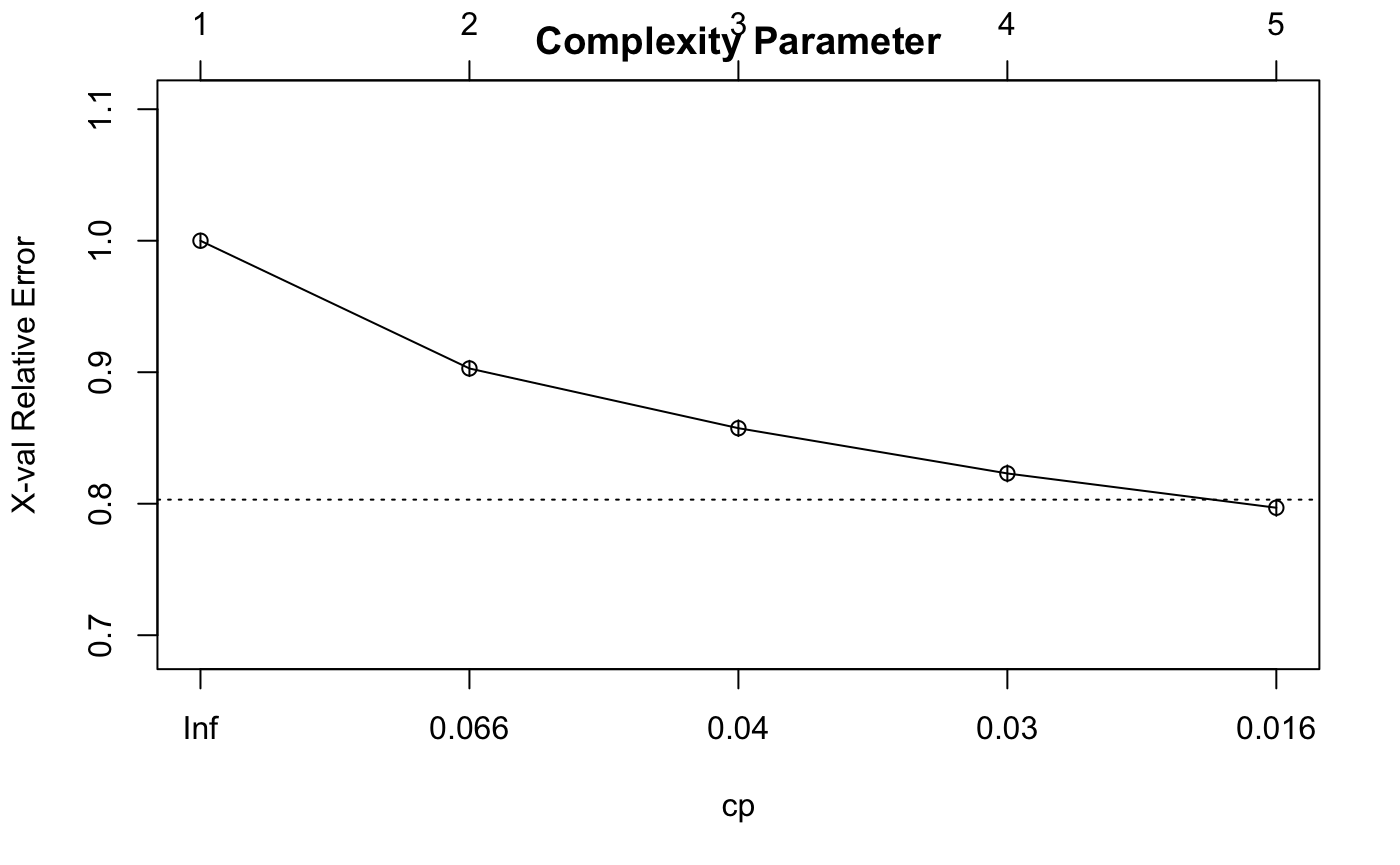 1 2 3 4 5
Complexity Parameter
1.1
1.0
0.9
0.8
0.7
X-val Relative Error
Inf 0.066 0.04 0.03 0.016
cp